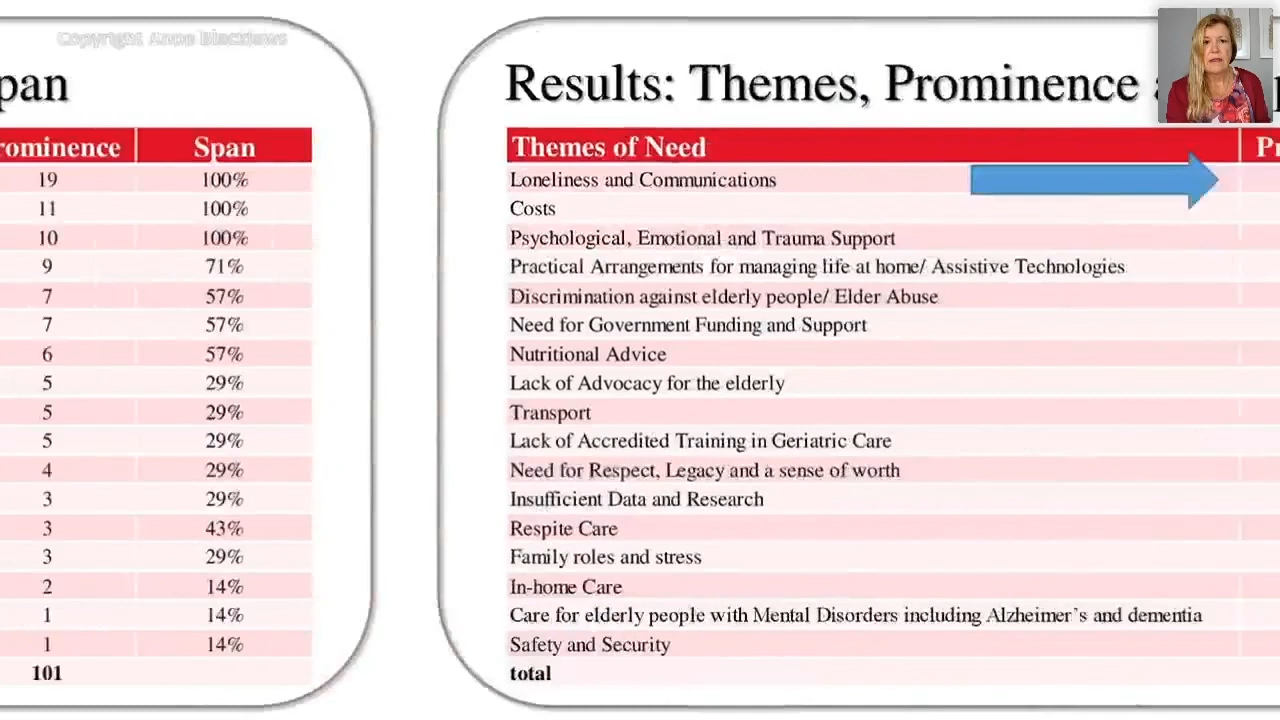 Copyright Anne Blacklaws
pan
rominence Span
19 100%
11 100%
10 100%
9 71%
7 57%
7 57%
6 57%
5 29%
5 29%
5 29%
4 29%
3 29%
3 43%
3 29%
2 14%
1 14%
1 14%
101
Results: Themes, Prominence
Themes of Need Pr
Loneliness and Communications
Costs
Psychological, Emotional and Trauma Support
Practical Arrangements for managing life at home/ Assistive Technologies
Discrimination against elderly people/ Elder Abuse
Need for Government Funding and Support
Nutritional Advice
Lack of Advocacy for the elderly
Transport
Lack of Accredited Training in Geriatric Care
Need for Respect, Legacy and a sense of worth
Insufficient Data and Research
Respite Care
Family roles and stress
In-home Care
Care for elderly people with Mental Disorders including Alzheimer's and dementia
Safety and Security
total